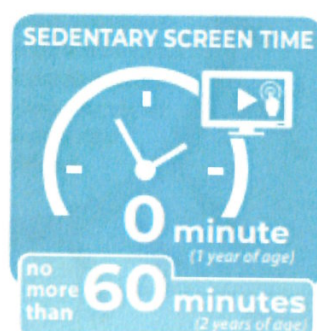 SEDENTARY SCREEN TIME
0 minute
(1 year of age)
no more than 60 minutes
(2 years of age)